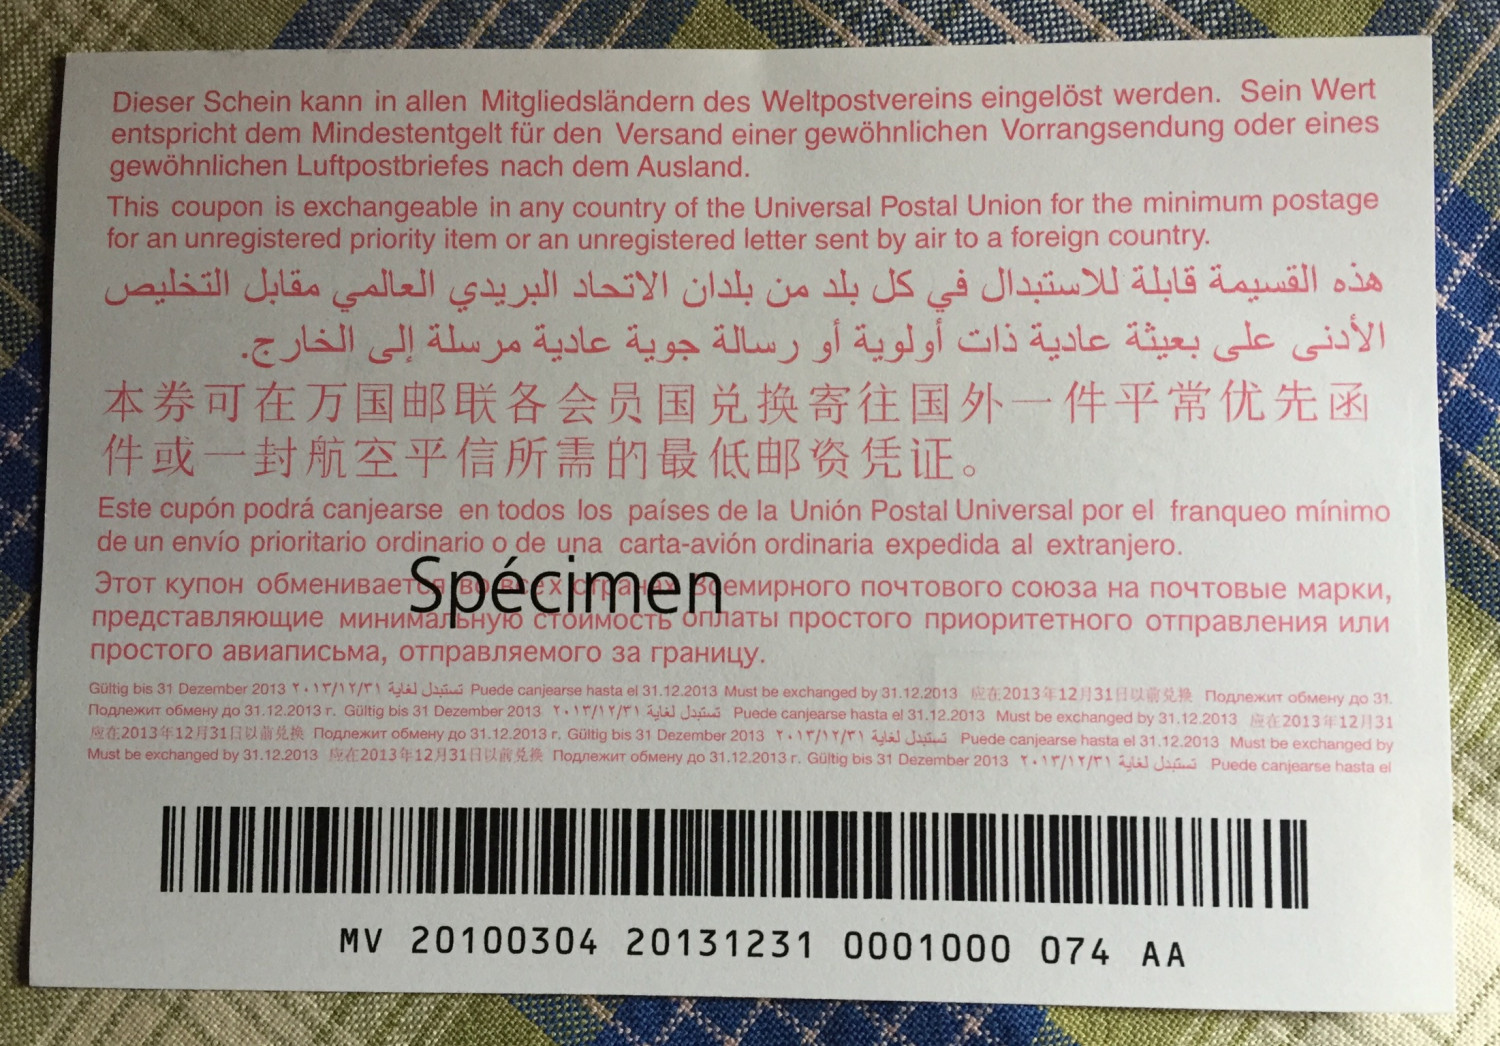 Dieser Schein kann in allen Mitgliedsländern des Weltpostvereins eingelöst werden. Sein Wert
entspricht dem Mindestentgelt für den Versand einer gewöhnlichen Vorrangsendung oder eines
gewöhnlichen Luftpostbriefes nach dem Ausland.
This coupon is exchangeable in any country of the Universal Postal Union for the minimum postage
for an unregistered priority item or an unregistered letter sent by air to a foreign country.
هذه القسيمة قابلة للاستبدال في كل بلد من بلدان الاتحاد البريدي العالمي مقابل التخليص
الأدنى على بعيثة عادية ذات أولوية أو رسالة جوية عادية مرسلة إلى الخارج.
本券可在万国邮联各会员国兑换寄往国外一件平常优先函
件或一封航空平信所需的最低邮资凭证。
Este cupón podrá canjearse en todos los países de la Unión Postal Universal por el franqueo mínimo
de un envío prioritario ordinario o de una carta-avión ordinaria expedida al extranjero.
Этот купон обменивается во всех странах Всемирного почтового союза на почтовые марки,
Spécimen
представляющие минимальную стоимость оплаты простого приоритетного отправления или
простого авиаписьма, отправляемого за границу.
Gültig bis 31 Dezember 2013 تستبدل لغاية ٢٠١٣/١٢/٣١ Puede canjearse hasta el 31.12.2013 Must be exchanged by 31.12.2013 应在2013年12月31日以前兑换 Подлежит обмену до 31.
Подлежит обмену до 31.12.2013 г. Gültig bis 31 Dezember 2013 تستبدل لغاية ٢٠١٣/١٢/٣١ Puede canjearse hasta el 31.12.2013 Must be exchanged by 31.12.2013 应在2013年12月31
应在2013年12月31日以前兑换 Подлежит обмену до 31.12.2013 г. Gültig bis 31 Dezember 2013 تستبدل لغاية ٢٠١٣/١٢/٣١ Puede canjearse hasta el 31.12.2013 Must be exchanged by
Must be exchanged by 31.12.2013 应在2013年12月31日以前兑换 Подлежит обмену до 31.12.2013 г. Gültig bis 31 Dezember 2013 تستبدل لغاية ٢٠١٣/١٢/٣١ Puede canjearse hasta el
MV 20100304 20131231 0001000 074 AA